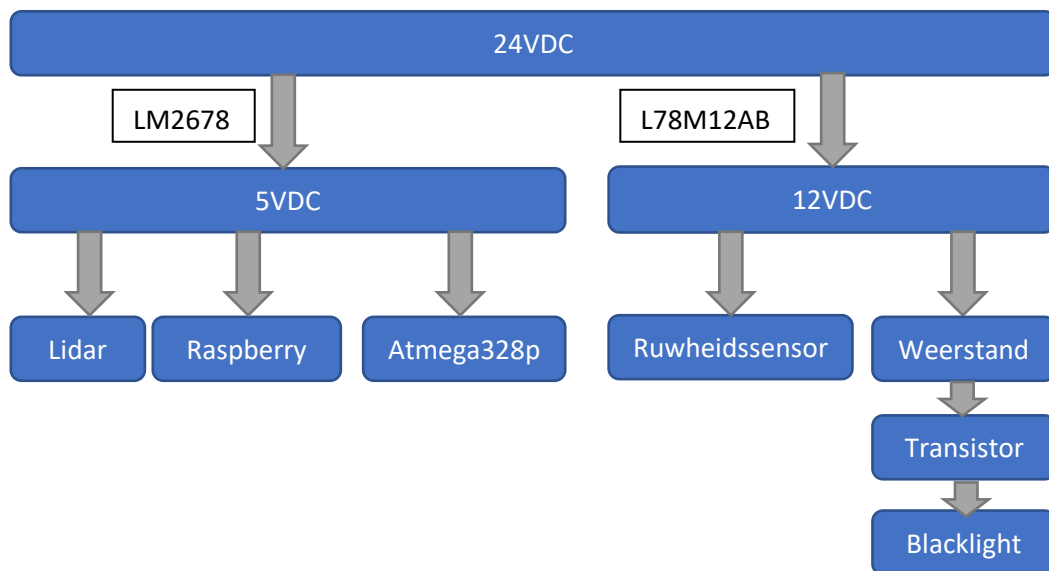 24VDC
LM2678
L78M12AB
5VDC
12VDC
Lidar
Raspberry
Atmega328p
Ruwheidssensor
Weerstand
Transistor
Blacklight